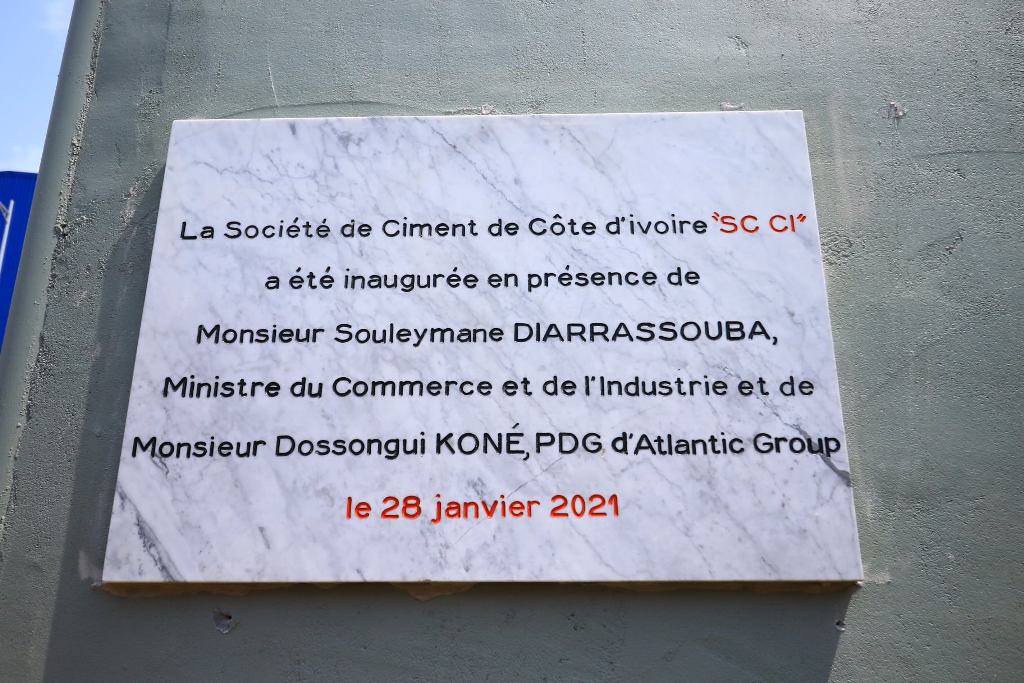 La Société de Ciment de Côte d'ivoire "SC CI"
a été inaugurée en présence de
Monsieur Souleymane DIARRASSOUBA,
Ministre du Commerce et de l'Industrie et de
Monsieur Dossongui KONÉ, PDG d'Atlantic Group
le 28 janvier 2021